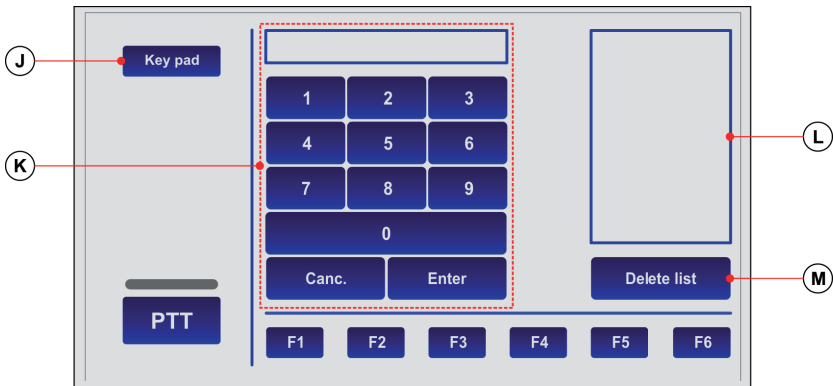 J
Key pad
1 2 3
4 5 6
L
K
7 8 9
0
Canc. Enter
Delete list
M
PTT
F1 F2 F3 F4 F5 F6